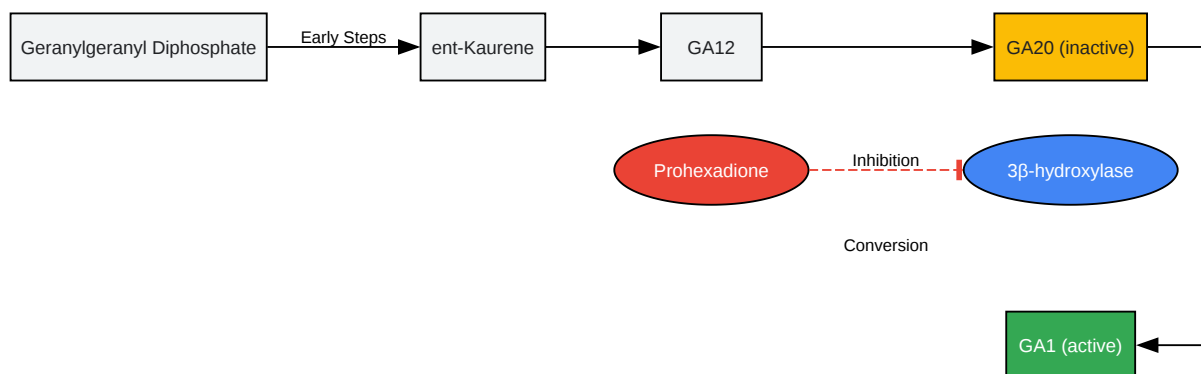 Geranylgeranyl Diphosphate
Early Steps
ent-Kaurene
GA12
GA20 (inactive)
Prohexadione
Inhibition
3β-hydroxylase
Conversion
GA1 (active)